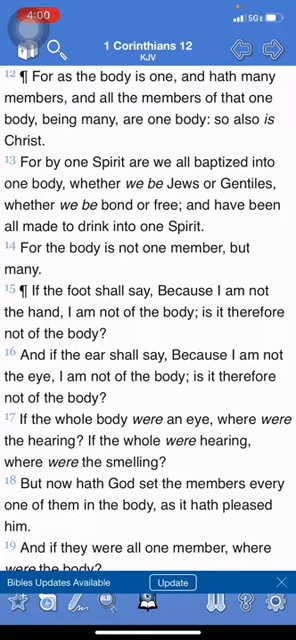 4:00
5G E
1 Corinthians 12
KJV
12 ¶ For as the body is one, and hath many
members, and all the members of that one
body, being many, are one body: so also is
Christ.
13 For by one Spirit are we all baptized into
one body, whether we be Jews or Gentiles,
whether we be bond or free; and have been
all made to drink into one Spirit.
14 For the body is not one member, but
many.
15 ¶ If the foot shall say, Because I am not
the hand, I am not of the body; is it therefore
not of the body?
16 And if the ear shall say, Because I am not
the eye, I am not of the body; is it therefore
not of the body?
17 If the whole body were an eye, where were
the hearing? If the whole were hearing,
where were the smelling?
18 But now hath God set the members every
one of them in the body, as it hath pleased
him.
19 And if they were all one member, where
were the body?
Bibles Updates Available Update